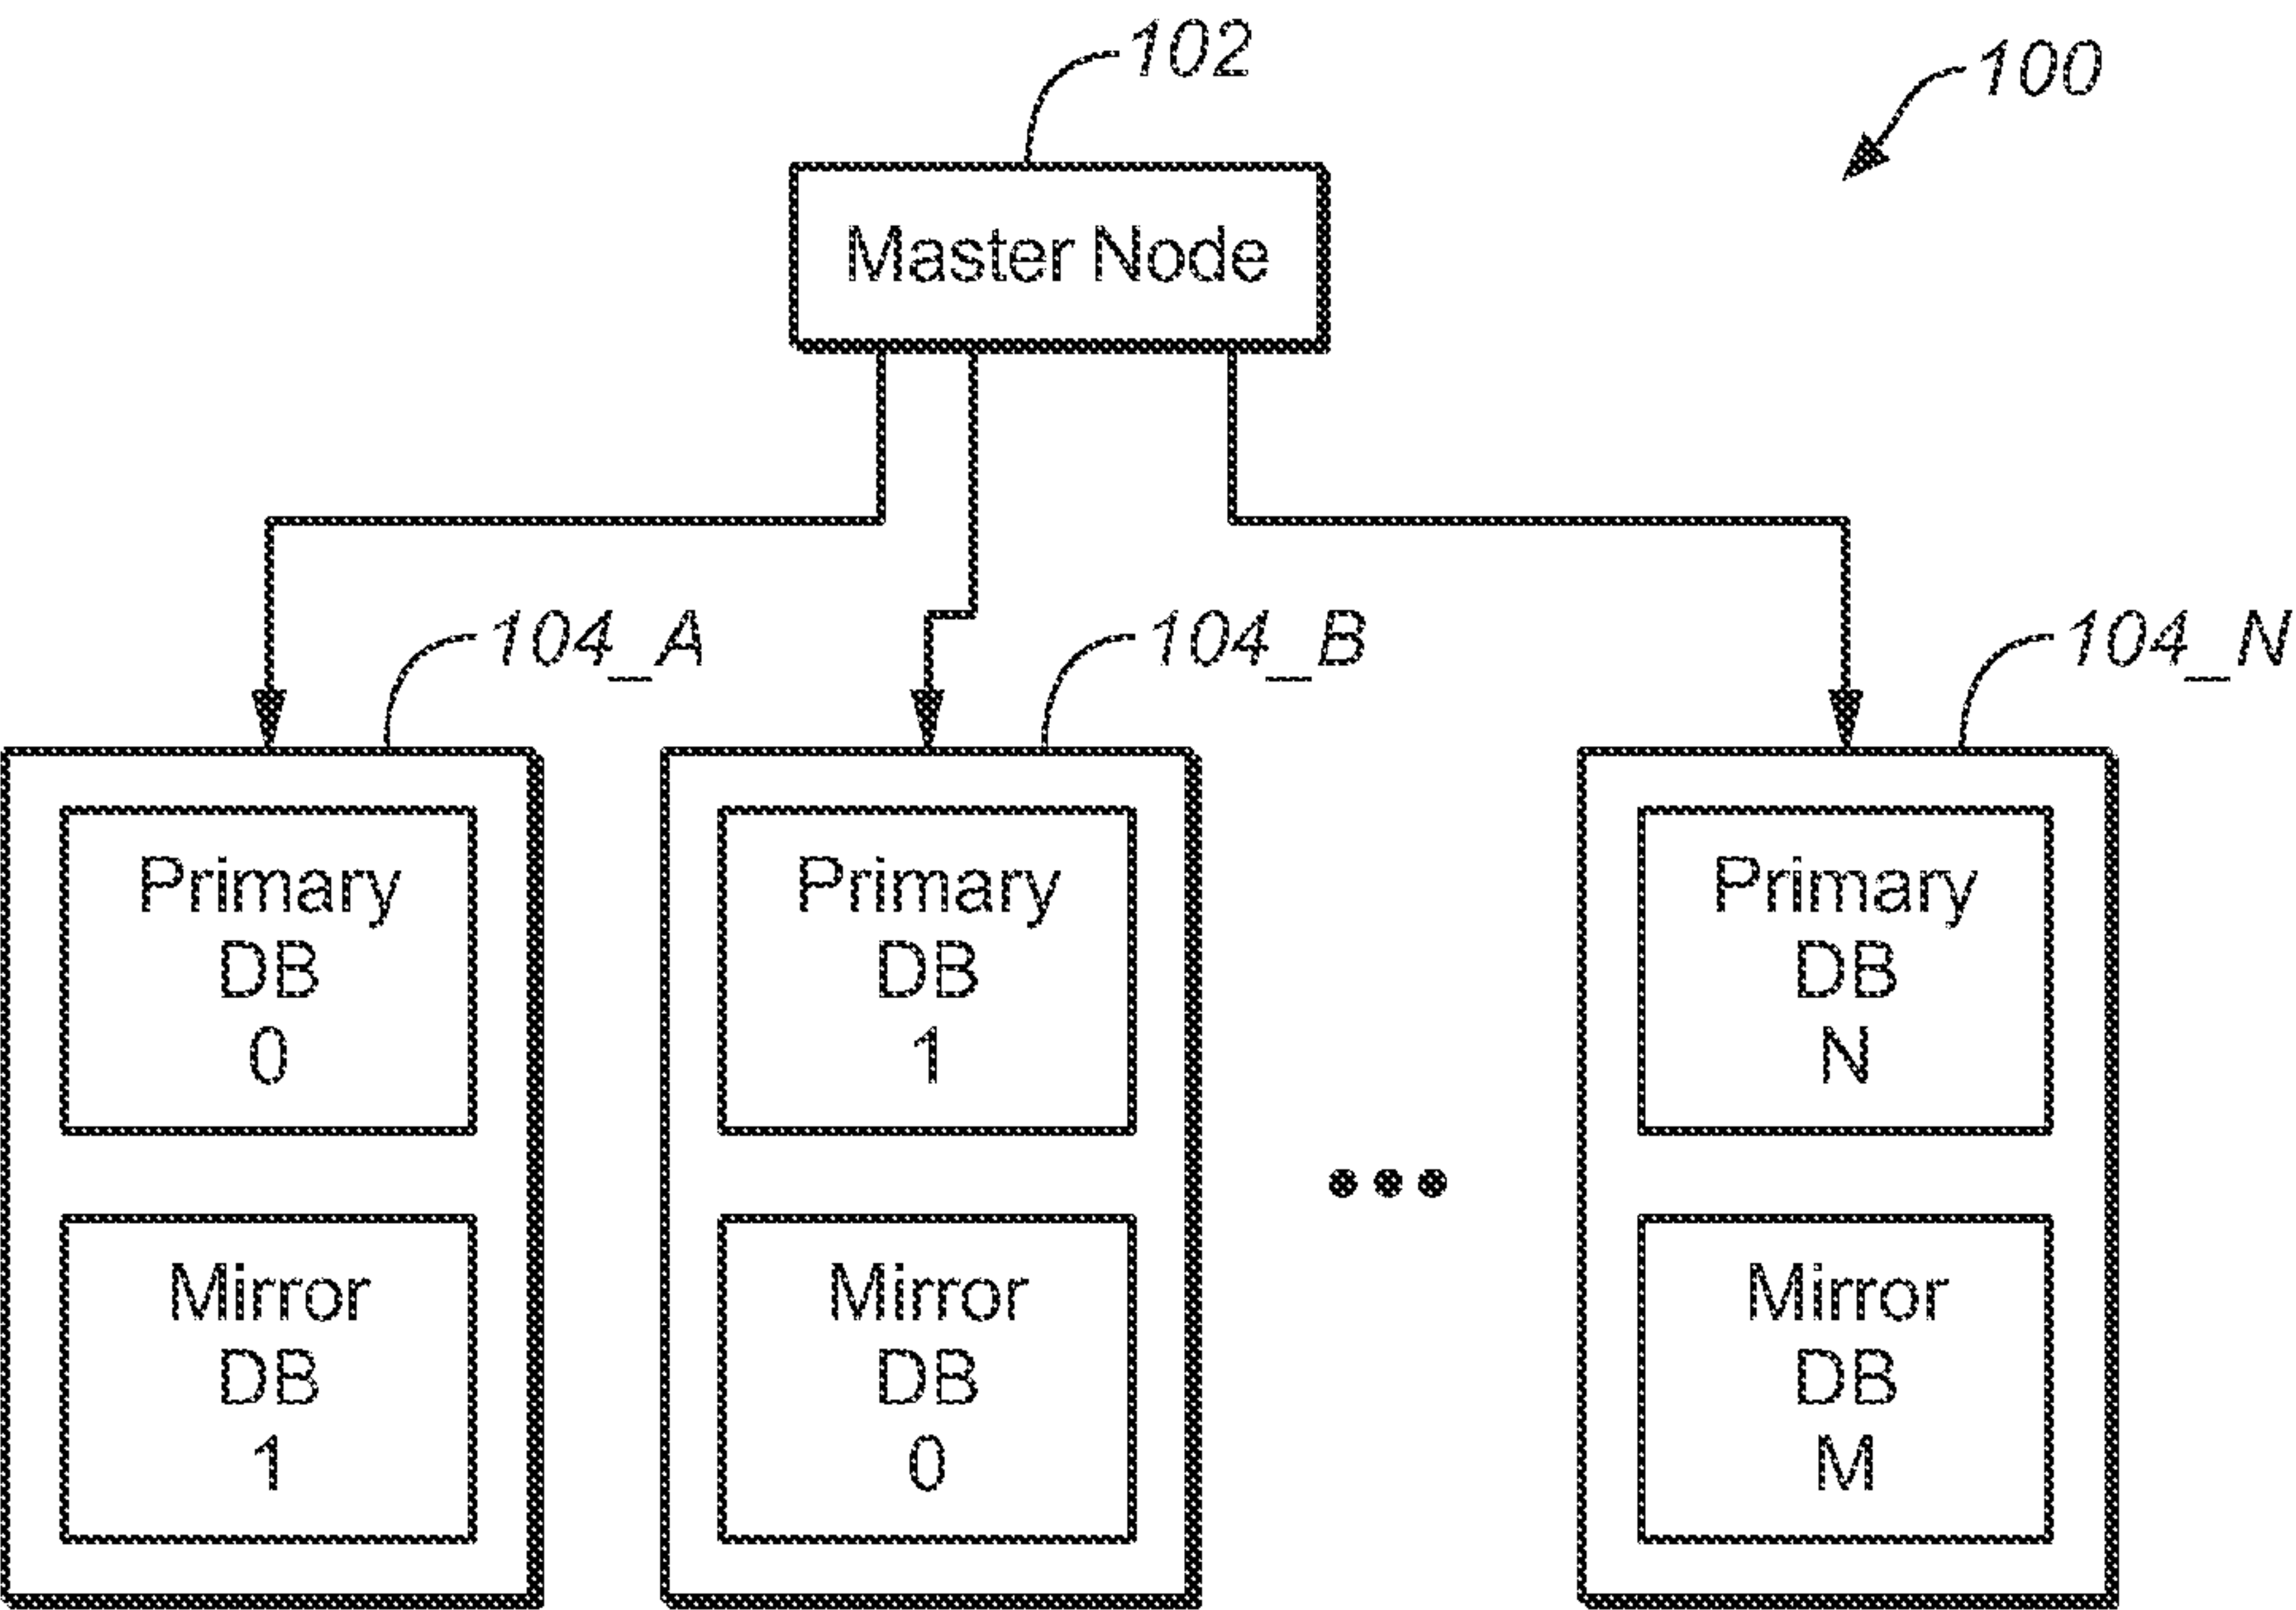 102
100
Master Node
104_A
104_B
104_N
Primary
DB
0
Primary
DB
1
Primary
DB
N
Mirror
DB
1
Mirror
DB
0
Mirror
DB
M